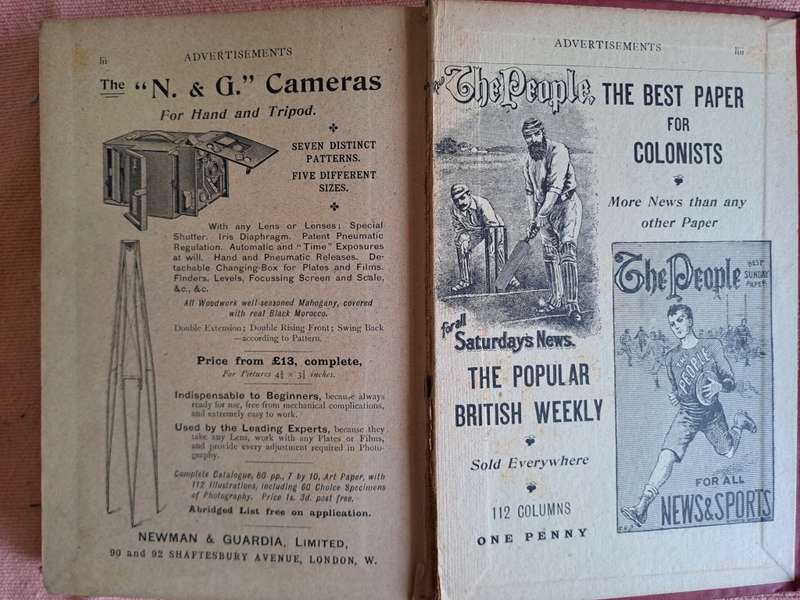 lii
ADVERTISEMENTS
The "N. & G." Cameras
For Hand and Tripod.
SEVEN DISTINCT
PATTERNS.
FIVE DIFFERENT
SIZES.
With any Lens or Lenses; Special
Shutter. Iris Diaphragm. Patent Pneumatic
Regulation. Automatic and "Time" Exposures
at will. Hand and Pneumatic Releases. De-
tachable Changing-Box for Plates and Films.
Finders, Levels, Focussing Screen and Scale,
&c., &c.
All Woodwork well-seasoned Mahogany, covered
with real Black Morocco.
Double Extension; Double Rising Front; Swing Back
—according to Pattern.
Price from £13, complete,
For Pictures 4¼ × 3¼ inches.
Indispensable to Beginners, because always
ready for use, free from mechanical complications,
and extremely easy to work.
Used by the Leading Experts, because they
take any Lens, work with any Plates or Films,
and provide every adjustment required in Photo-
graphy.
Complete Catalogue, 60 pp., 7 by 10, Art Paper, with
112 Illustrations, including 60 Choice Specimens
of Photography. Price 1s. 3d. post free.
Abridged List free on application.
NEWMAN & GUARDIA, LIMITED,
90 and 92 SHAFTESBURY AVENUE, LONDON, W.
ADVERTISEMENTS
liii
The People,
THE BEST PAPER
FOR
COLONISTS
More News than any
other Paper
for all
Saturday's News.
The People
BEST
SUNDAY
PAPER
THE
PEOPLE
FOR ALL
NEWS & SPORTS
THE POPULAR
BRITISH WEEKLY
Sold Everywhere
112 COLUMNS
ONE PENNY